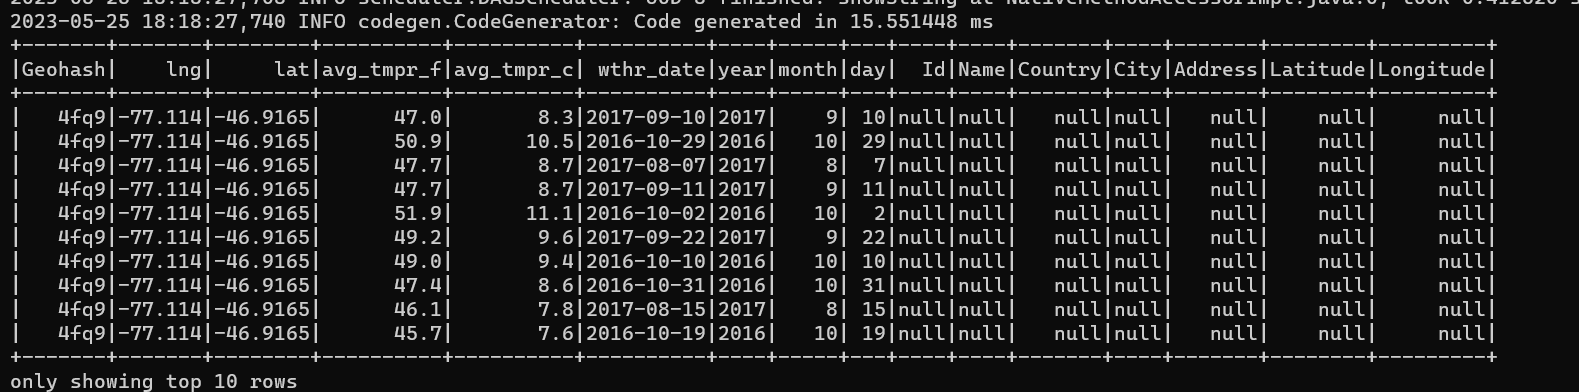 2023-05-25 18:18:27,740 INFO codegen.CodeGenerator: Code generated in 15.551448 ms
+-------+-------+--------+----------+----------+----------+----+-----+---+----+----+-------+----+-------+--------+---------+
|Geohash|    lng|     lat|avg_tmpr_f|avg_tmpr_c| wthr_date|year|month|day|  Id|Name|Country|City|Address|Latitude|Longitude|
+-------+-------+--------+----------+----------+----------+----+-----+---+----+----+-------+----+-------+--------+---------+
|   4fq9|-77.114|-46.9165|      47.0|       8.3|2017-09-10|2017|    9| 10|null|null|   null|null|   null|    null|     null|
|   4fq9|-77.114|-46.9165|      50.9|      10.5|2016-10-29|2016|   10| 29|null|null|   null|null|   null|    null|     null|
|   4fq9|-77.114|-46.9165|      47.7|       8.7|2017-08-07|2017|    8|  7|null|null|   null|null|   null|    null|     null|
|   4fq9|-77.114|-46.9165|      47.7|       8.7|2017-09-11|2017|    9| 11|null|null|   null|null|   null|    null|     null|
|   4fq9|-77.114|-46.9165|      51.9|      11.1|2016-10-02|2016|   10|  2|null|null|   null|null|   null|    null|     null|
|   4fq9|-77.114|-46.9165|      49.2|       9.6|2017-09-22|2017|    9| 22|null|null|   null|null|   null|    null|     null|
|   4fq9|-77.114|-46.9165|      49.0|       9.4|2016-10-10|2016|   10| 10|null|null|   null|null|   null|    null|     null|
|   4fq9|-77.114|-46.9165|      47.4|       8.6|2016-10-31|2016|   10| 31|null|null|   null|null|   null|    null|     null|
|   4fq9|-77.114|-46.9165|      46.1|       7.8|2017-08-15|2017|    8| 15|null|null|   null|null|   null|    null|     null|
|   4fq9|-77.114|-46.9165|      45.7|       7.6|2016-10-19|2016|   10| 19|null|null|   null|null|   null|    null|     null|
+-------+-------+--------+----------+----------+----------+----+-----+---+----+----+-------+----+-------+--------+---------+
only showing top 10 rows